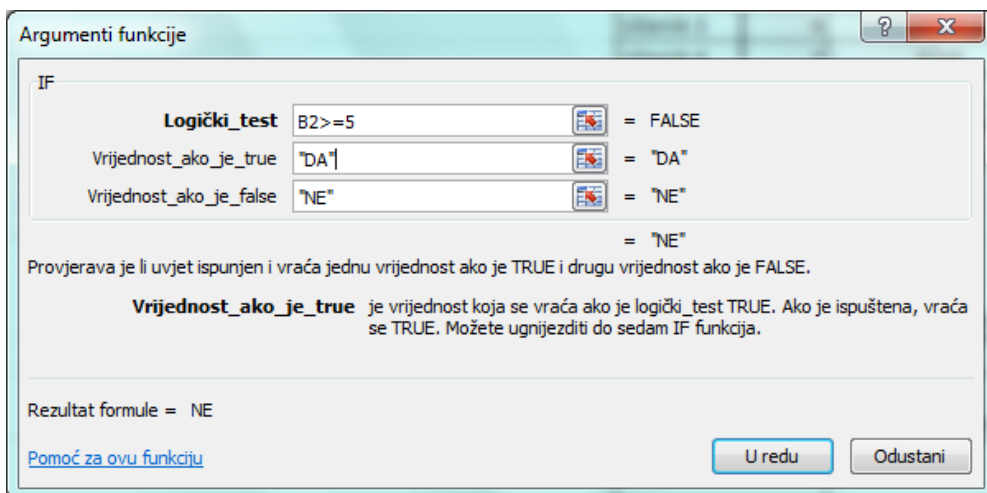 Argumenti funkcije
IF
Logički_test B2>=5 = FALSE
Vrijednost_ako_je_true "DA" = "DA"
Vrijednost_ako_je_false "NE" = "NE"
= "NE"
Provjerava je li uvjet ispunjen i vraća jednu vrijednost ako je TRUE i drugu vrijednost ako je FALSE.
Vrijednost_ako_je_true je vrijednost koja se vraća ako je logički_test TRUE. Ako je ispuštena, vraća
se TRUE. Možete ugnijezditi do sedam IF funkcija.
Rezultat formule = NE
Pomoć za ovu funkciju
U redu Odustani